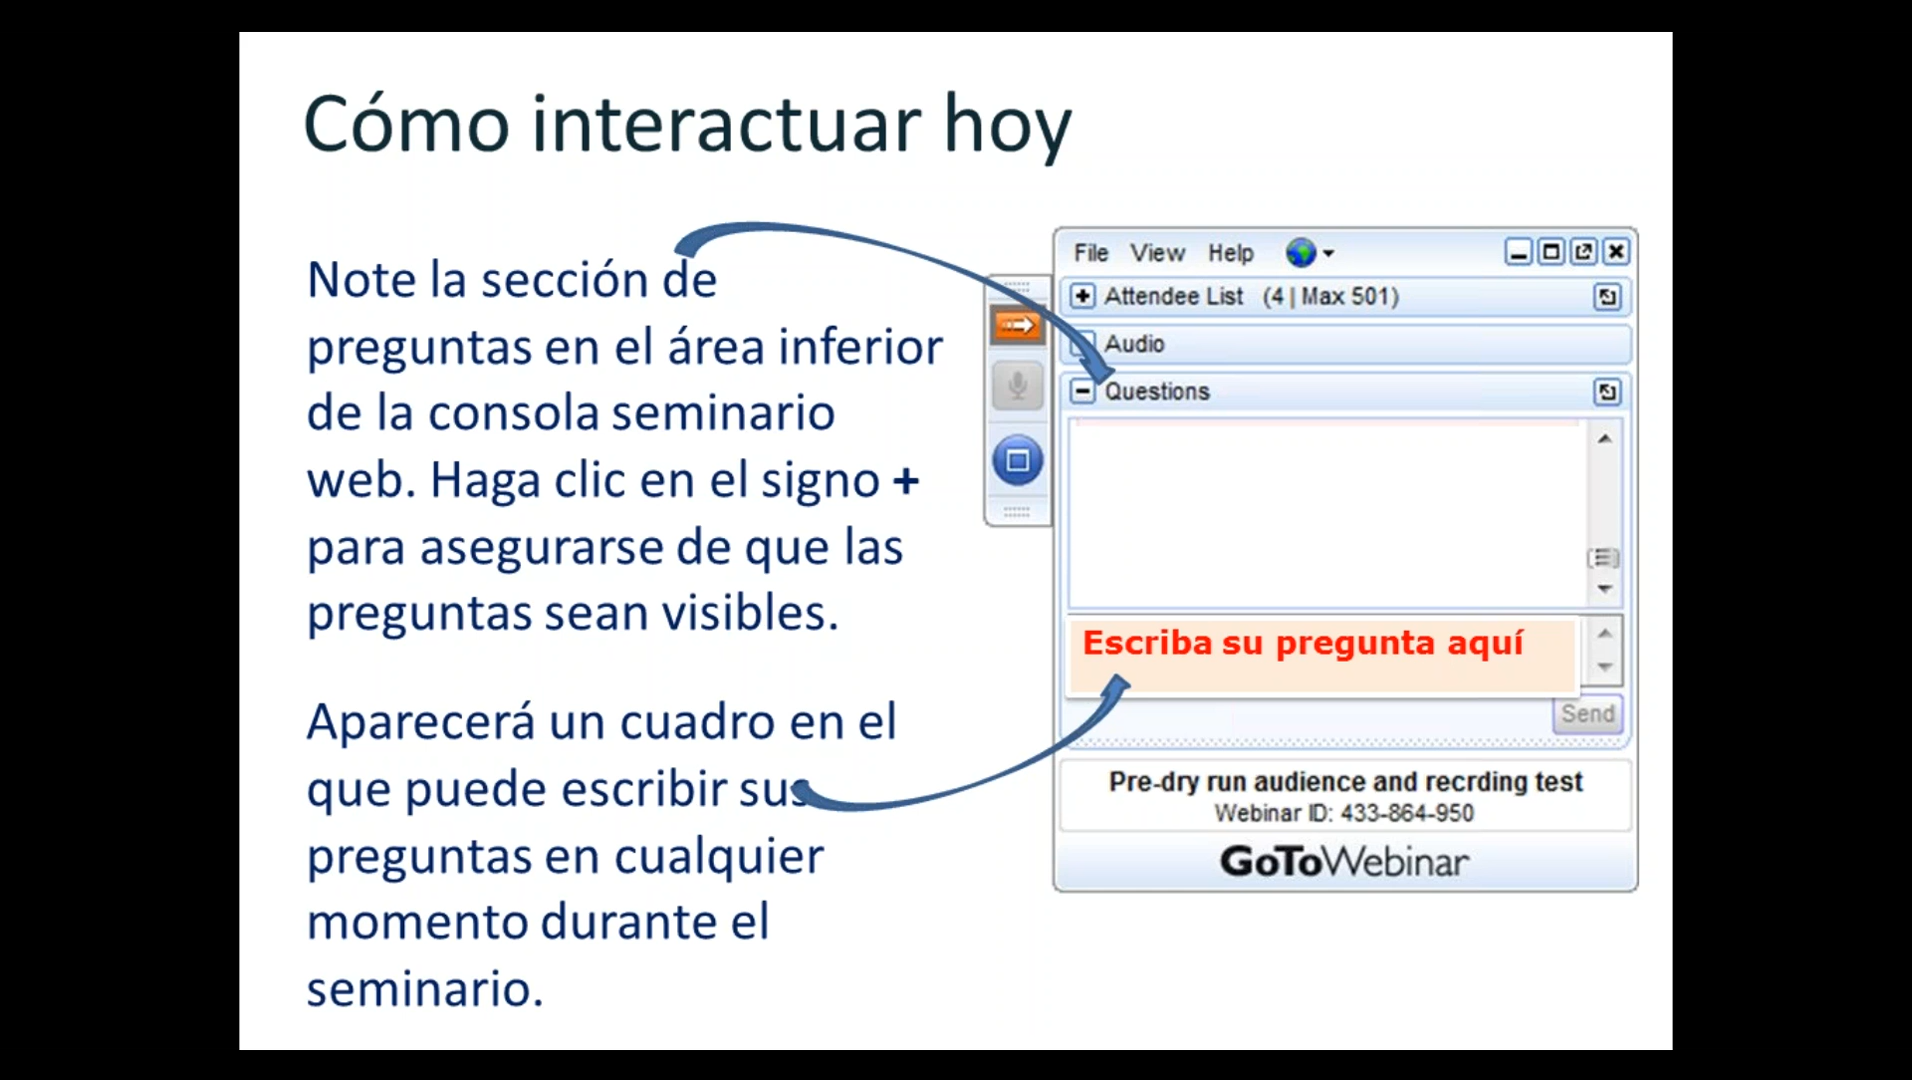 Cómo interactuar hoy
Note la sección de
preguntas en el área inferior
de la consola seminario
web. Haga clic en el signo +
para asegurarse de que las
preguntas sean visibles.
Aparecerá un cuadro en el
que puede escribir sus
preguntas en cualquier
momento durante el
seminario.
File View Help
Attendee List (4 | Max 501)
Audio
Questions
Escriba su pregunta aquí
Send
Pre-dry run audience and recrding test
Webinar ID: 433-864-950
GoToWebinar